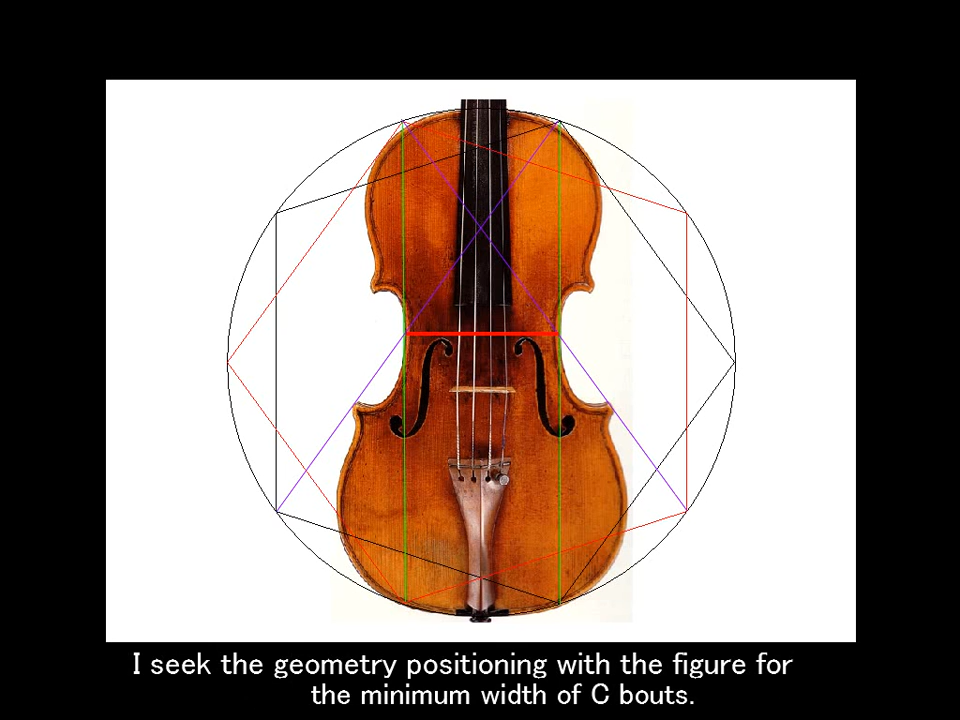 I seek the geometry positioning with the figure for
the minimum width of C bouts.